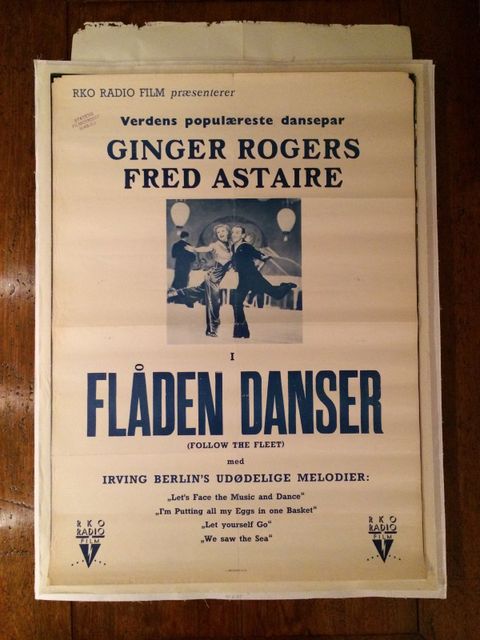 RKO RADIO FILM præsenterer
Verdens populæreste dansepar
GINGER ROGERS
FRED ASTAIRE
I
FLÅDEN DANSER
(FOLLOW THE FLEET)
med
IRVING BERLIN'S UDØDELIGE MELODIER:
„Let's Face the Music and Dance"
„I'm Putting all my Eggs in one Basket"
„Let yourself Go"
„We saw the Sea"
RKO
RADIO
FILM
RKO
RADIO
FILM